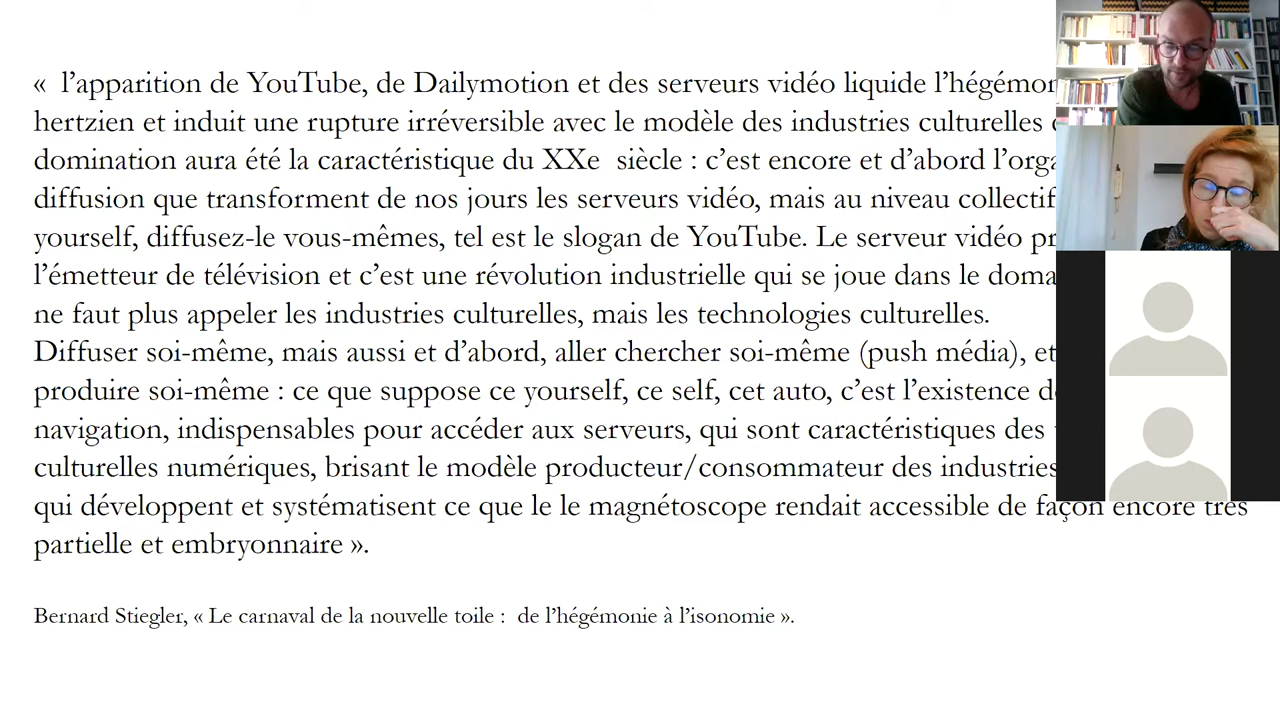 « l’apparition de YouTube, de Dailymotion et des serveurs vidéo liquide
hertzien et induit une rupture irréversible avec le modèle des industries culturelles
domination aura été la caractéristique du XXe siècle : c’est encore et d’abord
diffusion que transforment de nos jours les serveurs vidéo, mais au niveau collectif
yourself, diffusez-le vous-mêmes, tel est le slogan de YouTube. Le serveur vidéo
l’émetteur de télévision et c’est une révolution industrielle qui se joue dans le
ne faut plus appeler les industries culturelles, mais les technologies culturelles.
Diffuser soi-même, mais aussi et d’abord, aller chercher soi-même (push média), et
produire soi-même : ce que suppose ce yourself, ce self, cet auto, c’est l’existence
navigation, indispensables pour accéder aux serveurs, qui sont caractéristiques des
culturelles numériques, brisant le modèle producteur/consommateur des industries
qui développent et systématisent ce que le le magnétoscope rendait accessible de façon encore très
partielle et embryonnaire ».
Bernard Stiegler, « Le carnaval de la nouvelle toile : de l’hégémonie à l’isonomie ».